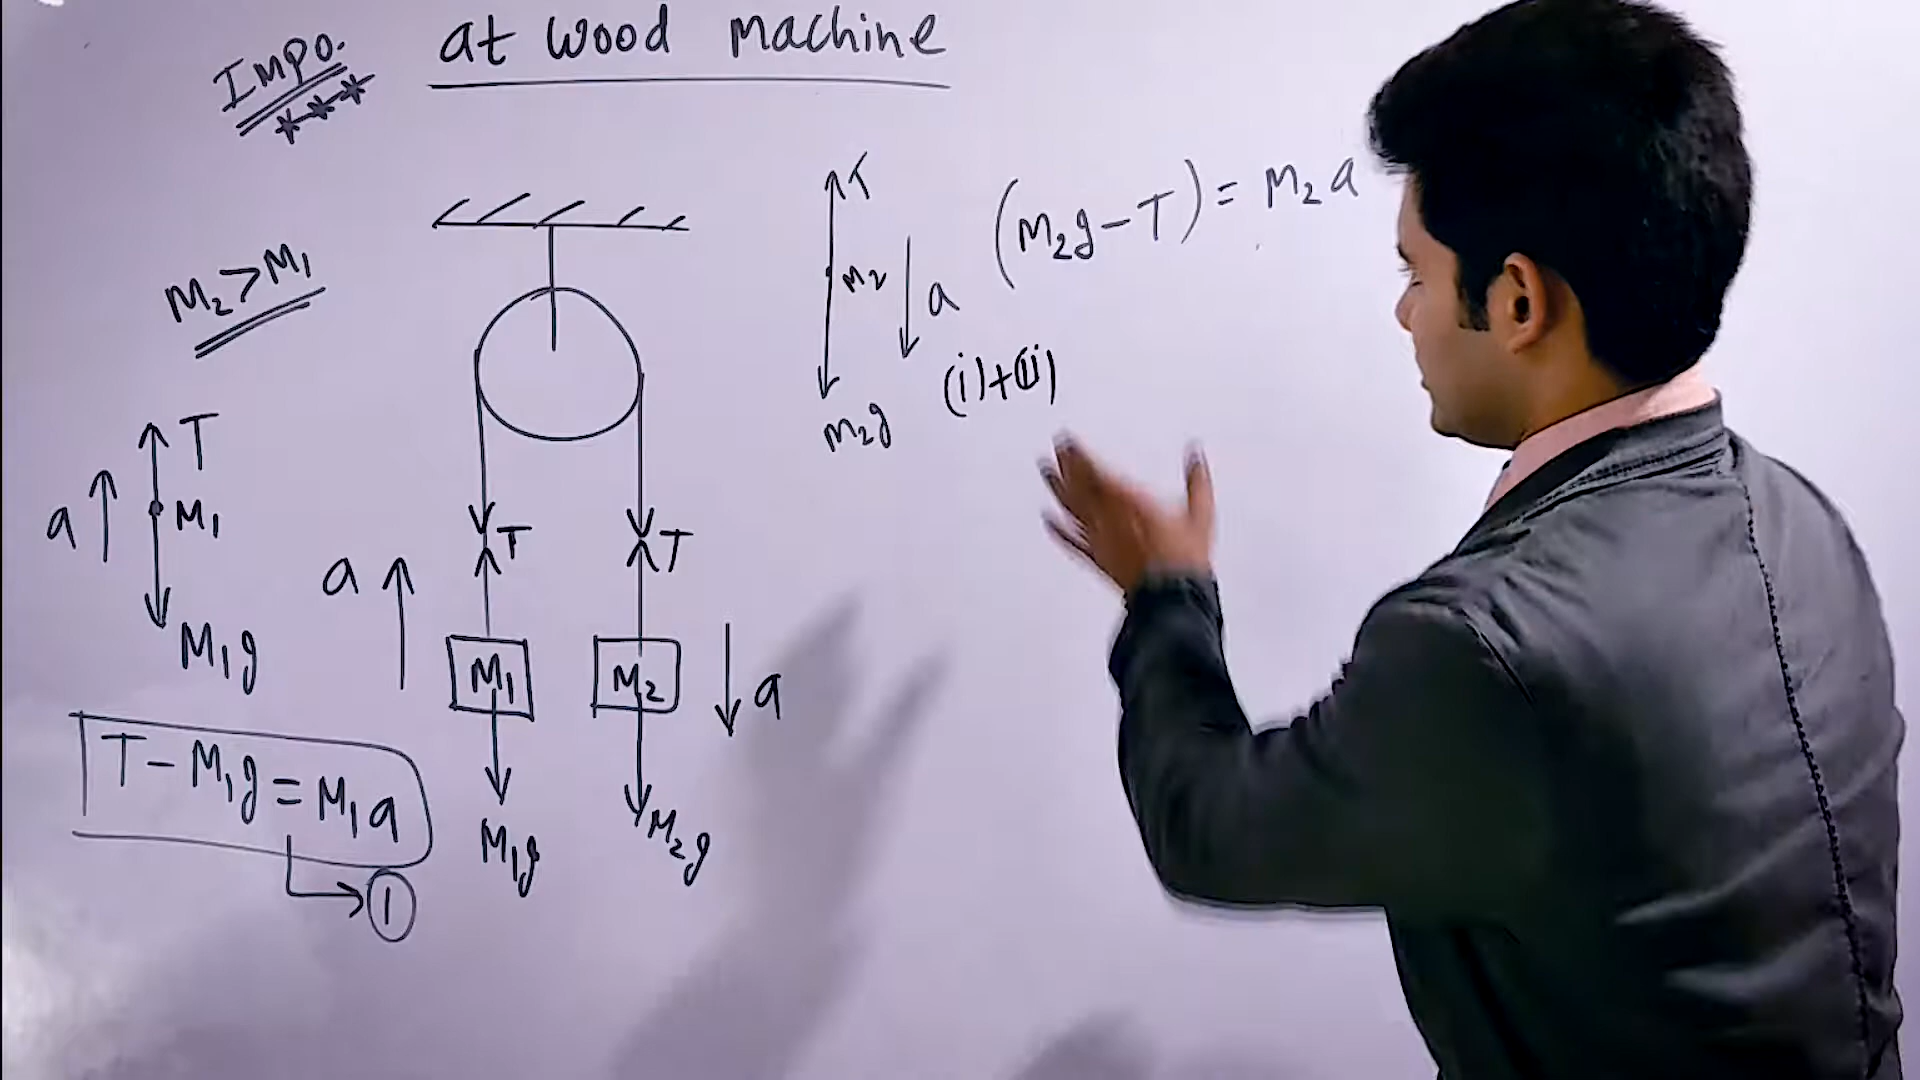 Impo.
at wood machine
M₂ > M₁
T
M₁
a
M₁g
T - M₁g = M₁a
1
T
T
a
M₁
M₂
a
M₁g
M₂g
T
M₂
a
m₂g
(M₂g - T) = M₂a
(i)+(ii)